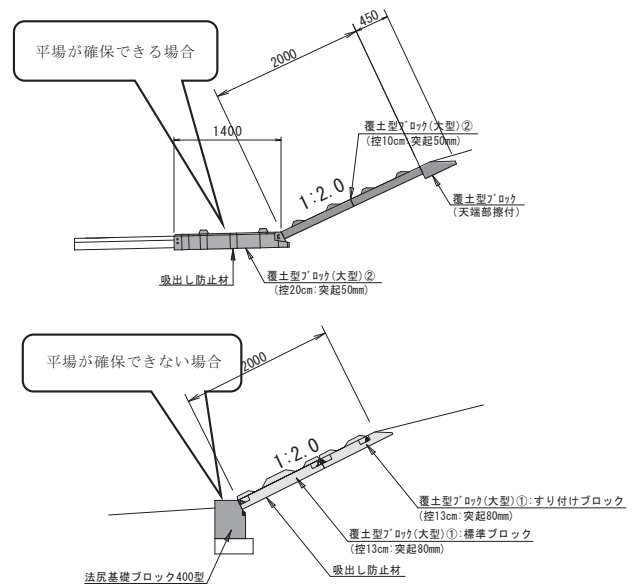 450
2000
平場が確保できる場合
1400
覆土型ﾌﾞﾛｯｸ(大型)②
(控10cm:突起50mm)
1:2.0
覆土型ﾌﾞﾛｯｸ
(天端部擦付)
吸出し防止材
覆土型ﾌﾞﾛｯｸ(大型)②
(控20cm:突起50mm)
平場が確保できない場合
2000
1:2.0
覆土型ﾌﾞﾛｯｸ(大型)①:すり付けブロック
(控13cm:突起80mm)
覆土型ﾌﾞﾛｯｸ(大型)①:標準ブロック
(控13cm:突起80mm)
吸出し防止材
法尻基礎ブロック400型